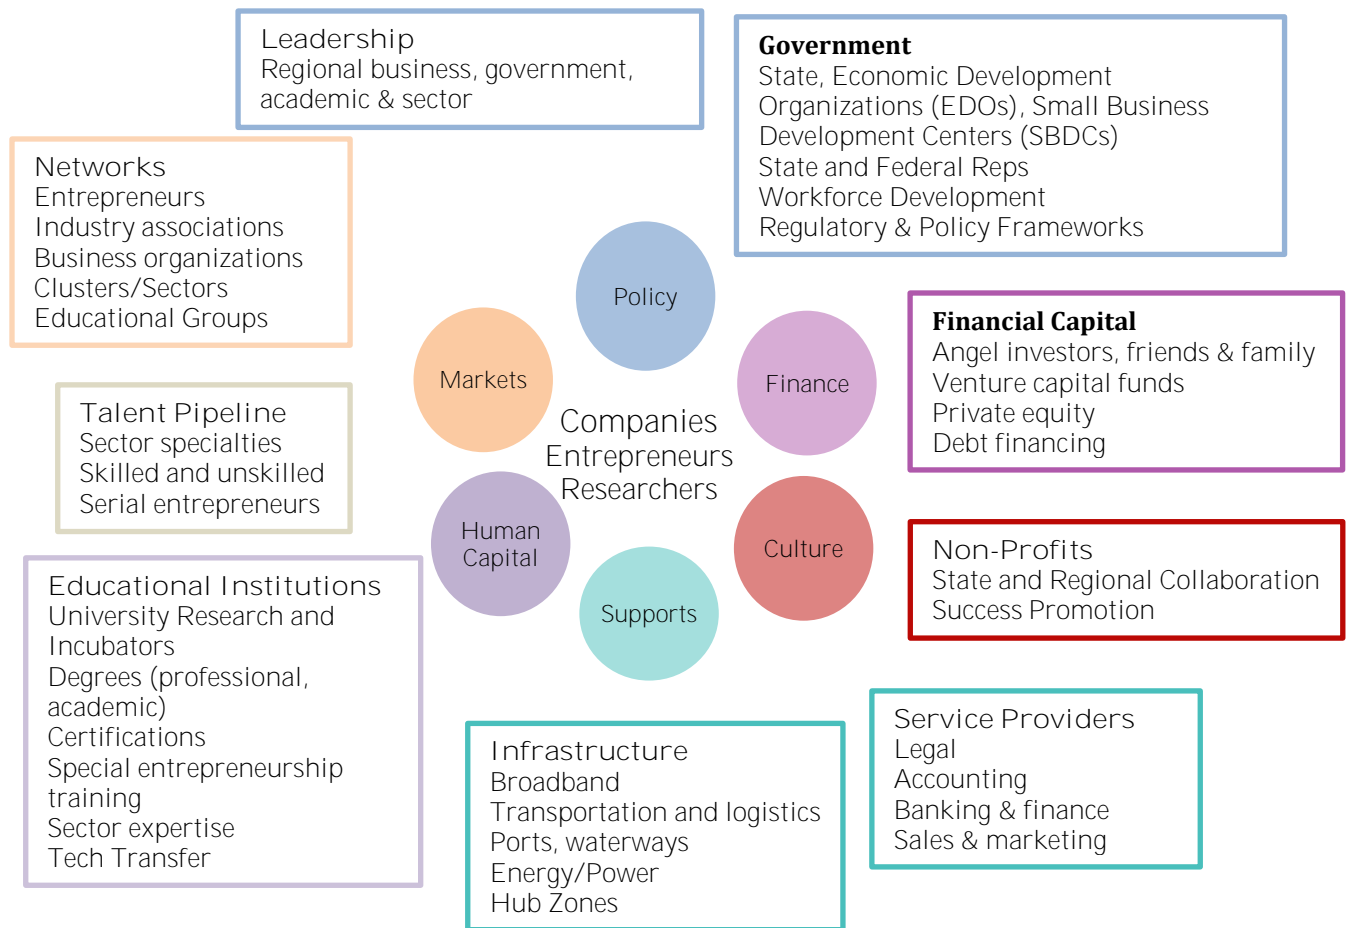 Leadership
Regional business, government,
academic & sector
Government
State, Economic Development
Organizations (EDOs), Small Business
Development Centers (SBDCs)
State and Federal Reps
Workforce Development
Regulatory & Policy Frameworks
Networks
Entrepreneurs
Industry associations
Business organizations
Clusters/Sectors
Educational Groups
Policy
Markets
Finance
Financial Capital
Angel investors, friends & family
Venture capital funds
Private equity
Debt financing
Talent Pipeline
Sector specialties
Skilled and unskilled
Serial entrepreneurs
Companies
Entrepreneurs
Researchers
Human
Capital
Culture
Supports
Non-Profits
State and Regional Collaboration
Success Promotion
Educational Institutions
University Research and
Incubators
Degrees (professional,
academic)
Certifications
Special entrepreneurship
training
Sector expertise
Tech Transfer
Infrastructure
Broadband
Transportation and logistics
Ports, waterways
Energy/Power
Hub Zones
Service Providers
Legal
Accounting
Banking & finance
Sales & marketing